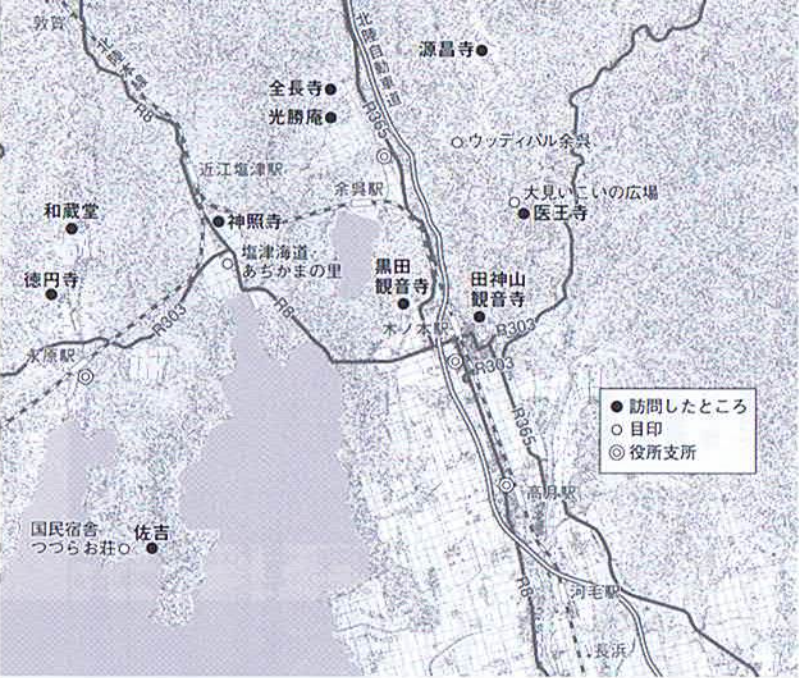 敦賀
北陸本線
R8
北陸自動車道
源昌寺
全長寺
光勝庵
R365
ウッディパル余呉
近江塩津駅
余呉駅
大見いこいの広場
医王寺
和蔵堂
神照寺
塩津海道
あぢかまの里
黒田
観音寺
田神山
観音寺
徳円寺
R303
R8
木ノ本駅
R303
R303
永原駅
R365
訪問したところ
目印
役所支所
高月駅
国民宿舎
つづらお荘
佐吉
R8
河毛駅
長浜